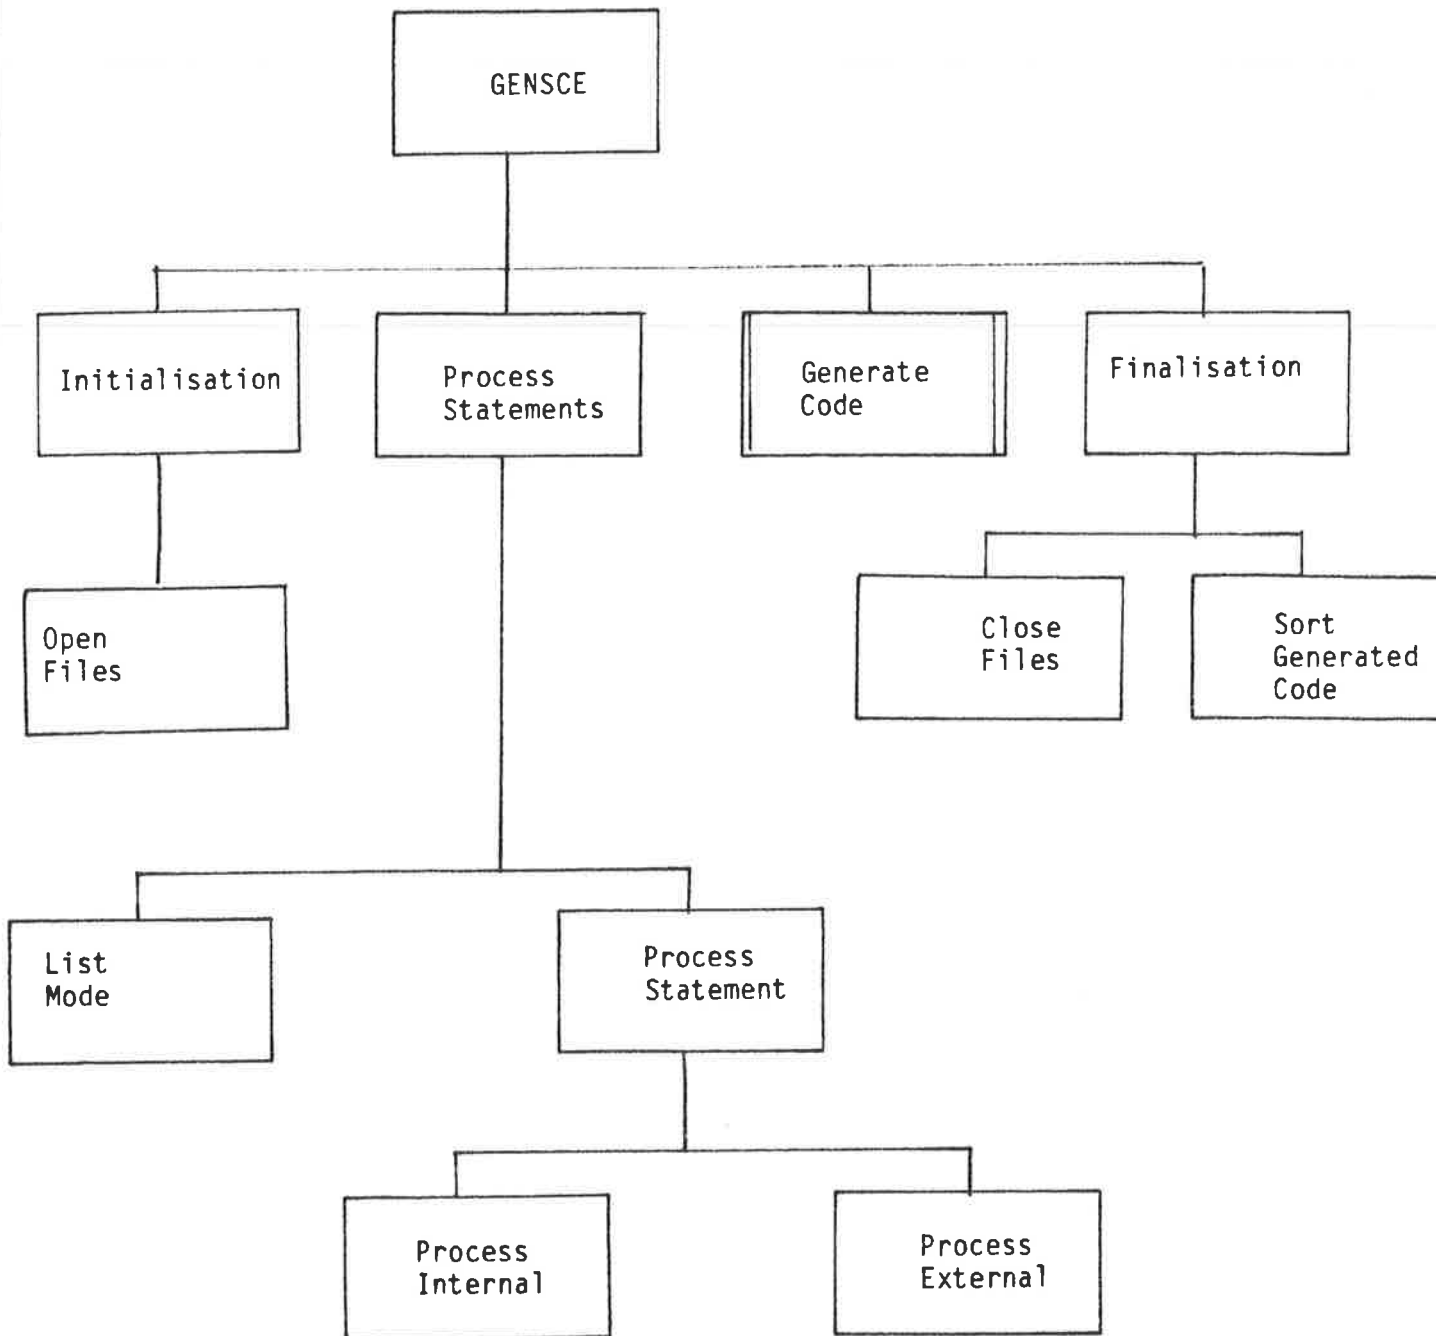 GENSCE
Initialisation
Process
Statements
Generate
Code
Finalisation
Open
Files
Close
Files
Sort
Generated
Code
List
Mode
Process
Statement
Process
Internal
Process
External